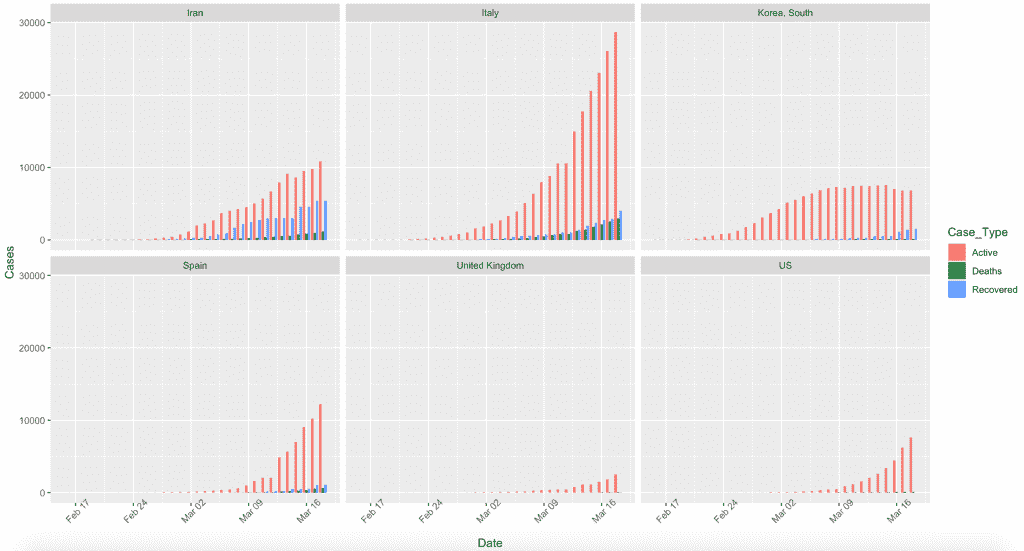 Iran Italy Korea, South
30000
20000
10000
0
Cases
Spain United Kingdom US
30000
20000
10000
0
Feb 17 Feb 24 Mar 02 Mar 09 Mar 16 Feb 17 Feb 24 Mar 02 Mar 09 Mar 16 Feb 17 Feb 24 Mar 02 Mar 09 Mar 16
Date
Case_Type
Active
Deaths
Recovered